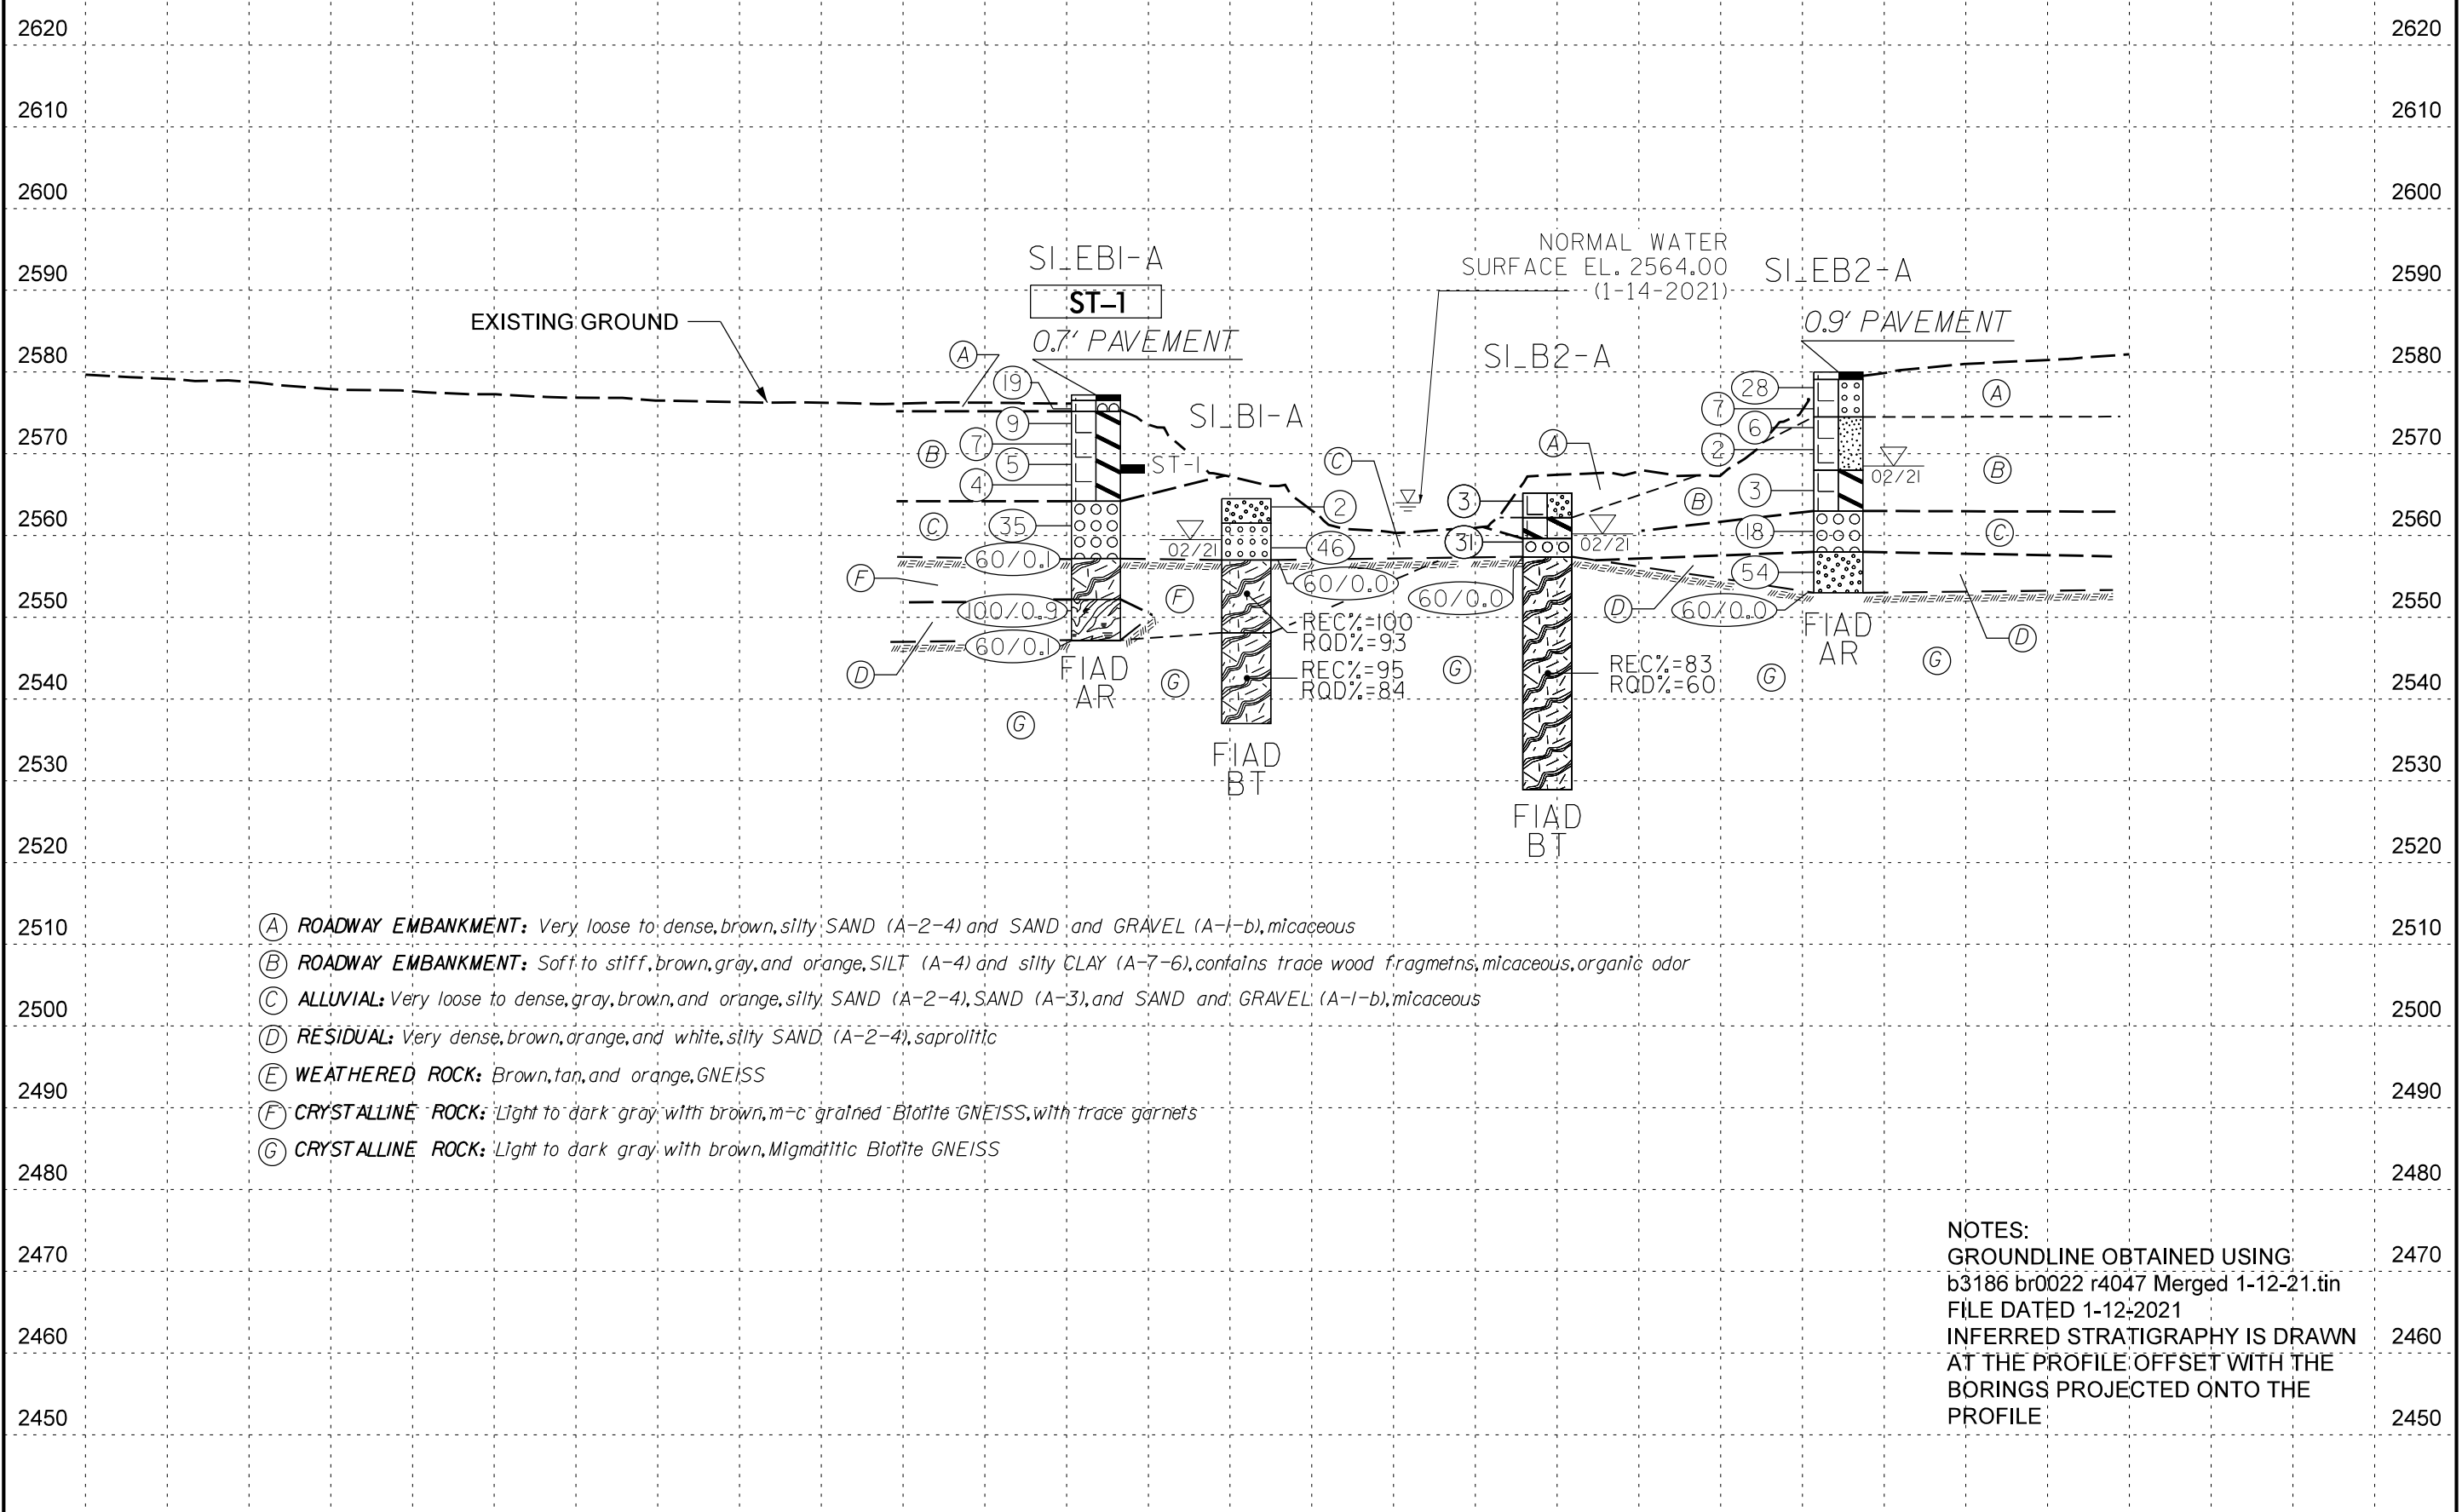 2620 2620
2610 2610
2600 2600
NORMAL WATER
SURFACE EL. 2564.00
(1-14-2021)
S1_EB1-A
S1_EB2-A
2590 2590
ST-1
EXISTING GROUND
0.7' PAVEMENT
0.9' PAVEMENT
2580 2580
S1_B2-A
A
19
28
A
7
S1_B1-A
9
6
2570 2570
A
7
2
B
5
ST-1
C
02/21
B
4
3
B
3
2
2560 2560
C
35
18
C
02/21
46
31
02/21
60/0.1
54
F
60/0.0
60/0.0
2550 2550
F
100/0.9
D
60/0.0
REC%=100
RQD%=93
FIAD
AR
D
60/0.1
FIAD
AR
REC%=95
RQD%=84
G
REC%=83
RQD%=60
G
G
D
G
2540 2540
G
FIAD
BT
2530 2530
FIAD
BT
2520 2520
2510 2510
A ROADWAY EMBANKMENT: Very loose to dense, brown, silty SAND (A-2-4) and SAND and GRAVEL (A-1-b), micaceous
B ROADWAY EMBANKMENT: Soft to stiff, brown, gray, and orange, SILT (A-4) and silty CLAY (A-7-6), contains trace wood fragmetns, micaceous, organic odor
C ALLUVIAL: Very loose to dense, gray, brown, and orange, silty SAND (A-2-4), SAND (A-3), and SAND and GRAVEL (A-1-b), micaceous
2500 2500
D RESIDUAL: Very dense, brown, orange, and white, silty SAND (A-2-4), saprolitic
E WEATHERED ROCK: Brown, tan, and orange, GNEISS
2490 2490
F CRYSTALLINE ROCK: Light to dark gray with brown, m-c grained Biotite GNEISS, with trace garnets
G CRYSTALLINE ROCK: Light to dark gray with brown, Migmatitic Biotite GNEISS
2480 2480
2470 2470
2460 2460
2450 2450
NOTES:
GROUNDLINE OBTAINED USING
b3186 br0022 r4047 Merged 1-12-21.tin
FILE DATED 1-12-2021
INFERRED STRATIGRAPHY IS DRAWN
AT THE PROFILE OFFSET WITH THE
BORINGS PROJECTED ONTO THE
PROFILE